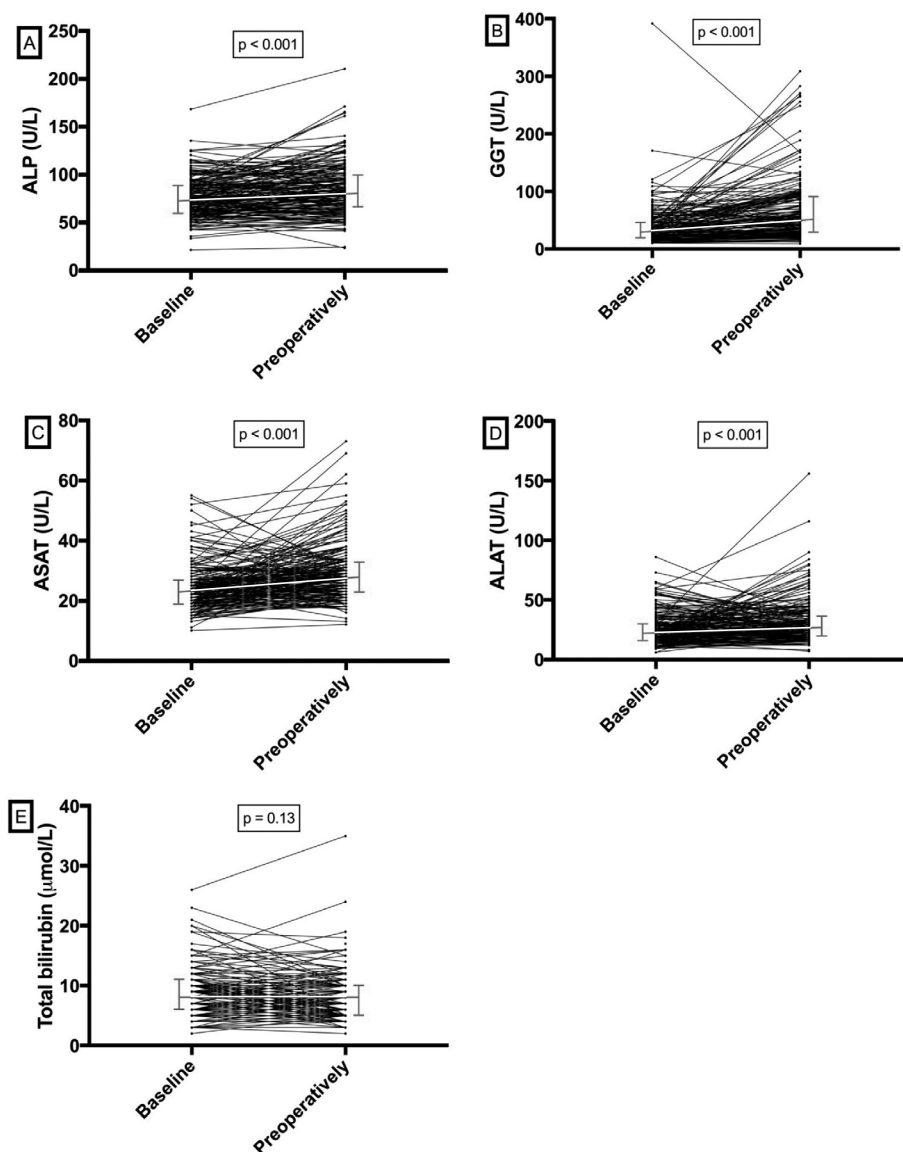 A
p < 0.001
ALP (U/L)
250
200
150
100
50
0
Baseline
Preoperatively
B
p < 0.001
GGT (U/L)
400
300
200
100
0
Baseline
Preoperatively
C
p < 0.001
ASAT (U/L)
80
60
40
20
0
Baseline
Preoperatively
D
p < 0.001
ALAT (U/L)
200
150
100
50
0
Baseline
Preoperatively
E
p = 0.13
Total bilirubin (μmol/L)
40
30
20
10
0
Baseline
Preoperatively